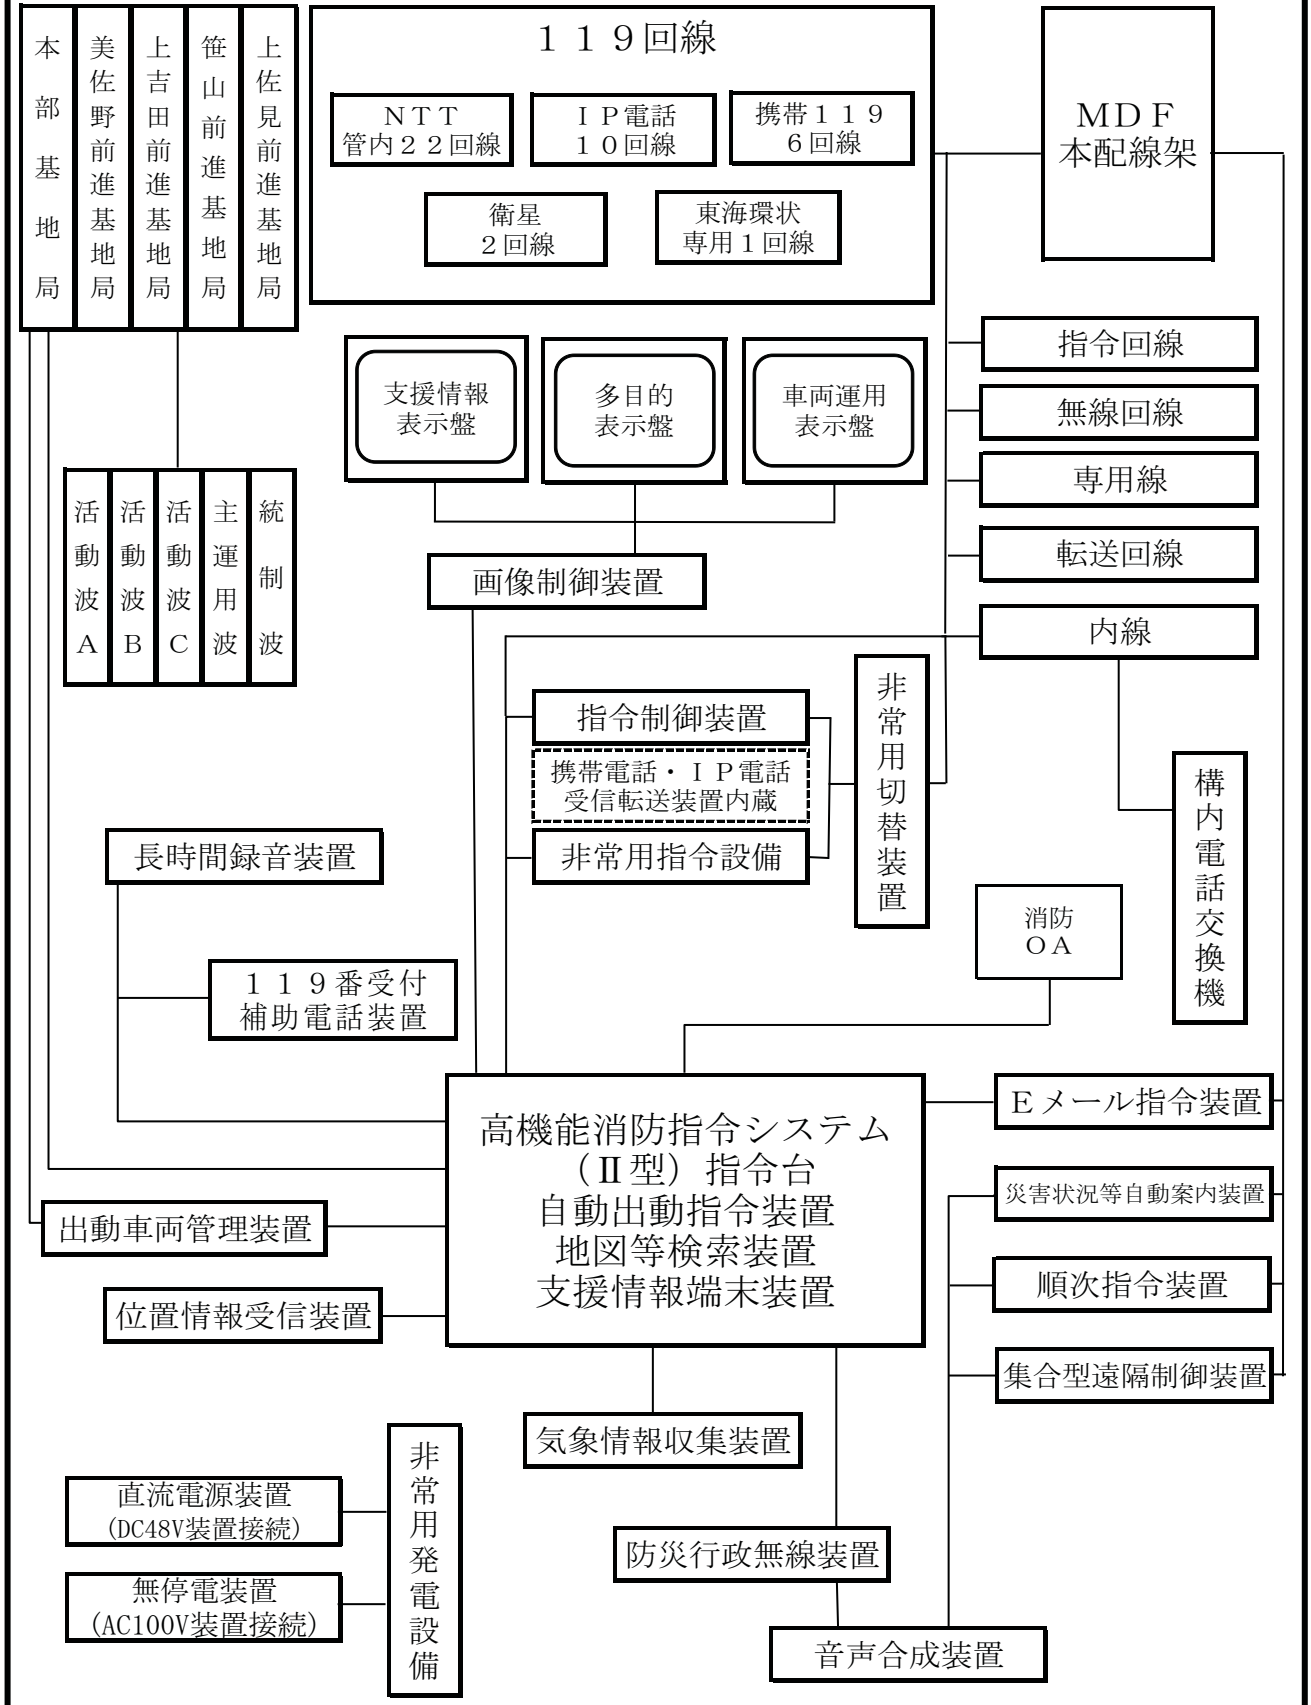 本部基地局
美佐野前進基地局
上吉田前進基地局
笹山前進基地局
上佐見前進基地局
１１９回線
ＮＴＴ
管内２２回線
ＩＰ電話
１０回線
携帯１１９
６回線
衛星
２回線
東海環状
専用１回線
ＭＤＦ
本配線架
支援情報
表示盤
多目的
表示盤
車両運用
表示盤
指令回線
無線回線
専用線
転送回線
内線
活動波Ａ
活動波Ｂ
活動波Ｃ
主運用波
統制波
画像制御装置
指令制御装置
携帯電話・ＩＰ電話
受信転送装置内蔵
非常用指令設備
非常用切替装置
構内電話交換機
長時間録音装置
１１９番受付
補助電話装置
消防
ＯＡ
高機能消防指令システム
（Ⅱ型）指令台
自動出動指令装置
地図等検索装置
支援情報端末装置
Ｅメール指令装置
災害状況等自動案内装置
順次指令装置
集合型遠隔制御装置
出動車両管理装置
位置情報受信装置
気象情報収集装置
非常用発電設備
直流電源装置
(DC48V装置接続)
無停電装置
(AC100V装置接続)
防災行政無線装置
音声合成装置